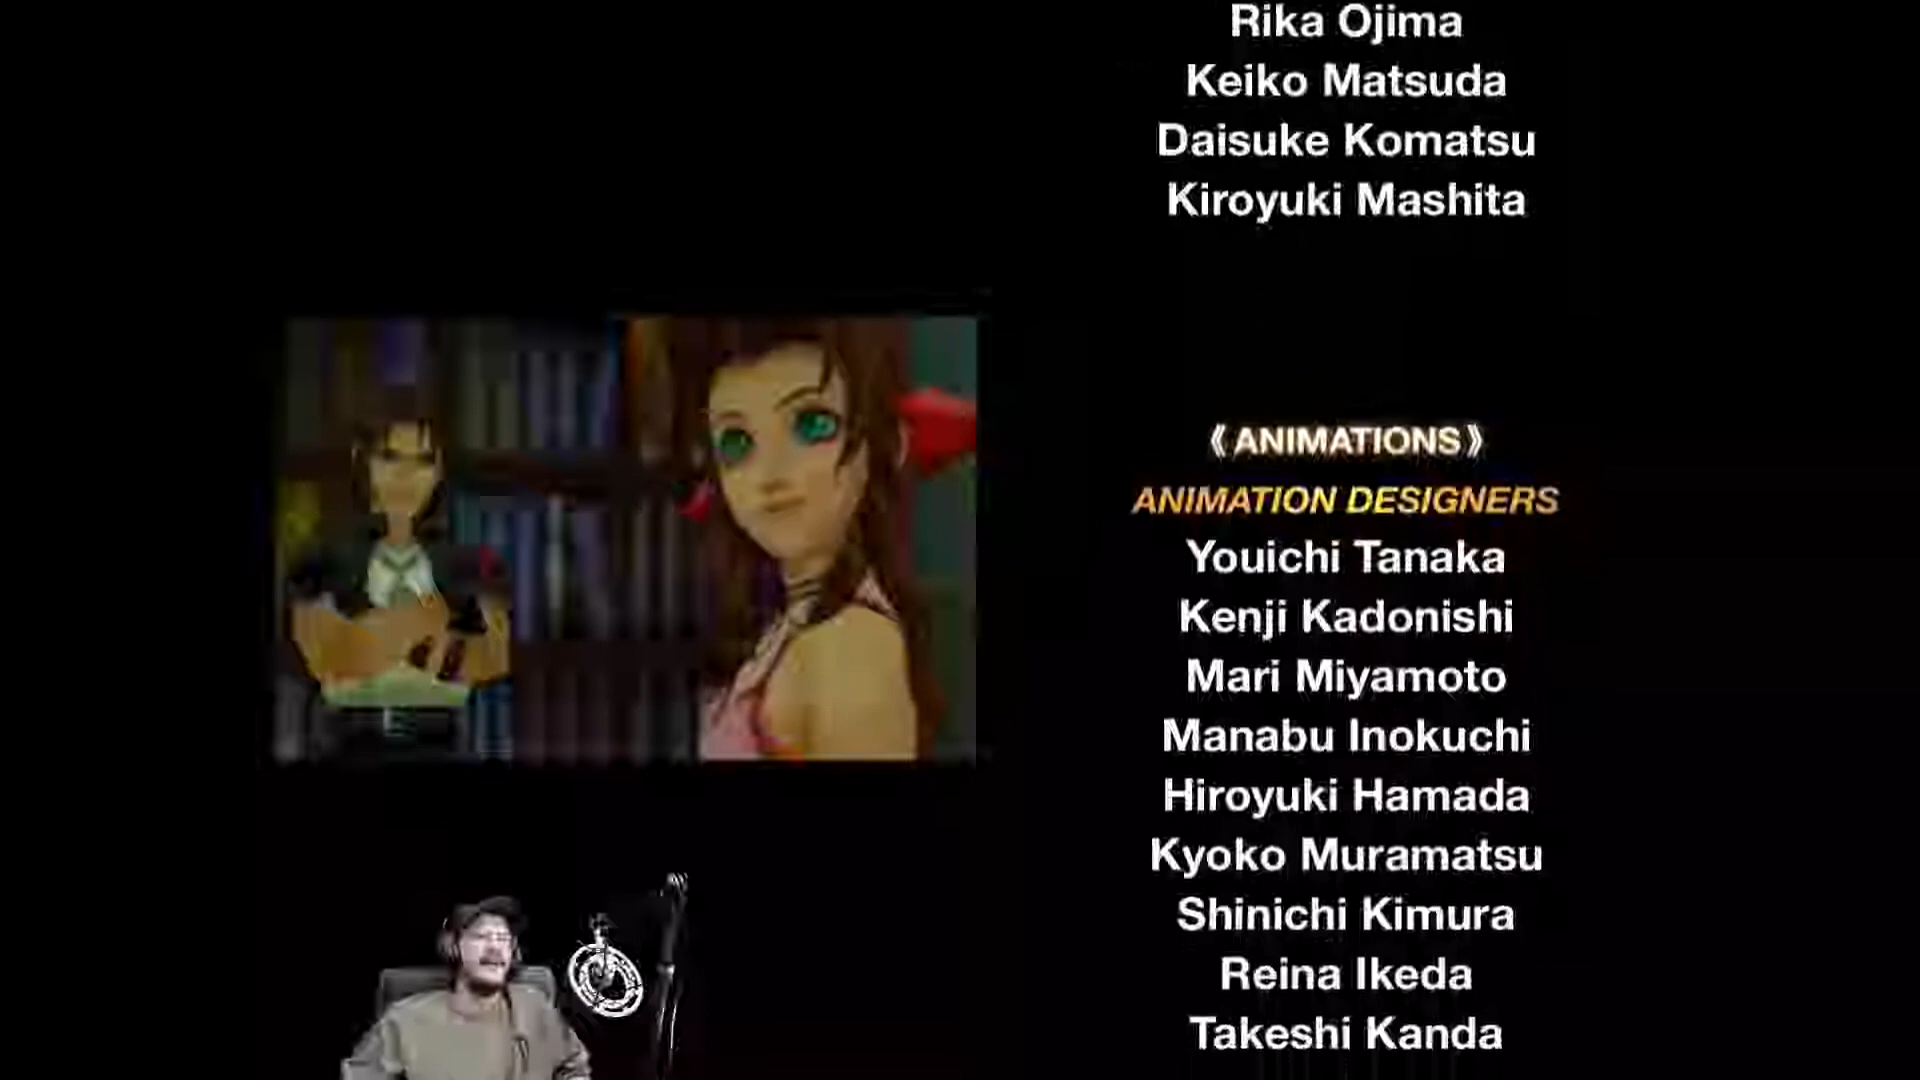 Rika Ojima
Keiko Matsuda
Daisuke Komatsu
Kiroyuki Mashita
《ANIMATIONS》
ANIMATION DESIGNERS
Youichi Tanaka
Kenji Kadonishi
Mari Miyamoto
Manabu Inokuchi
Hiroyuki Hamada
Kyoko Muramatsu
Shinichi Kimura
Reina Ikeda
Takeshi Kanda